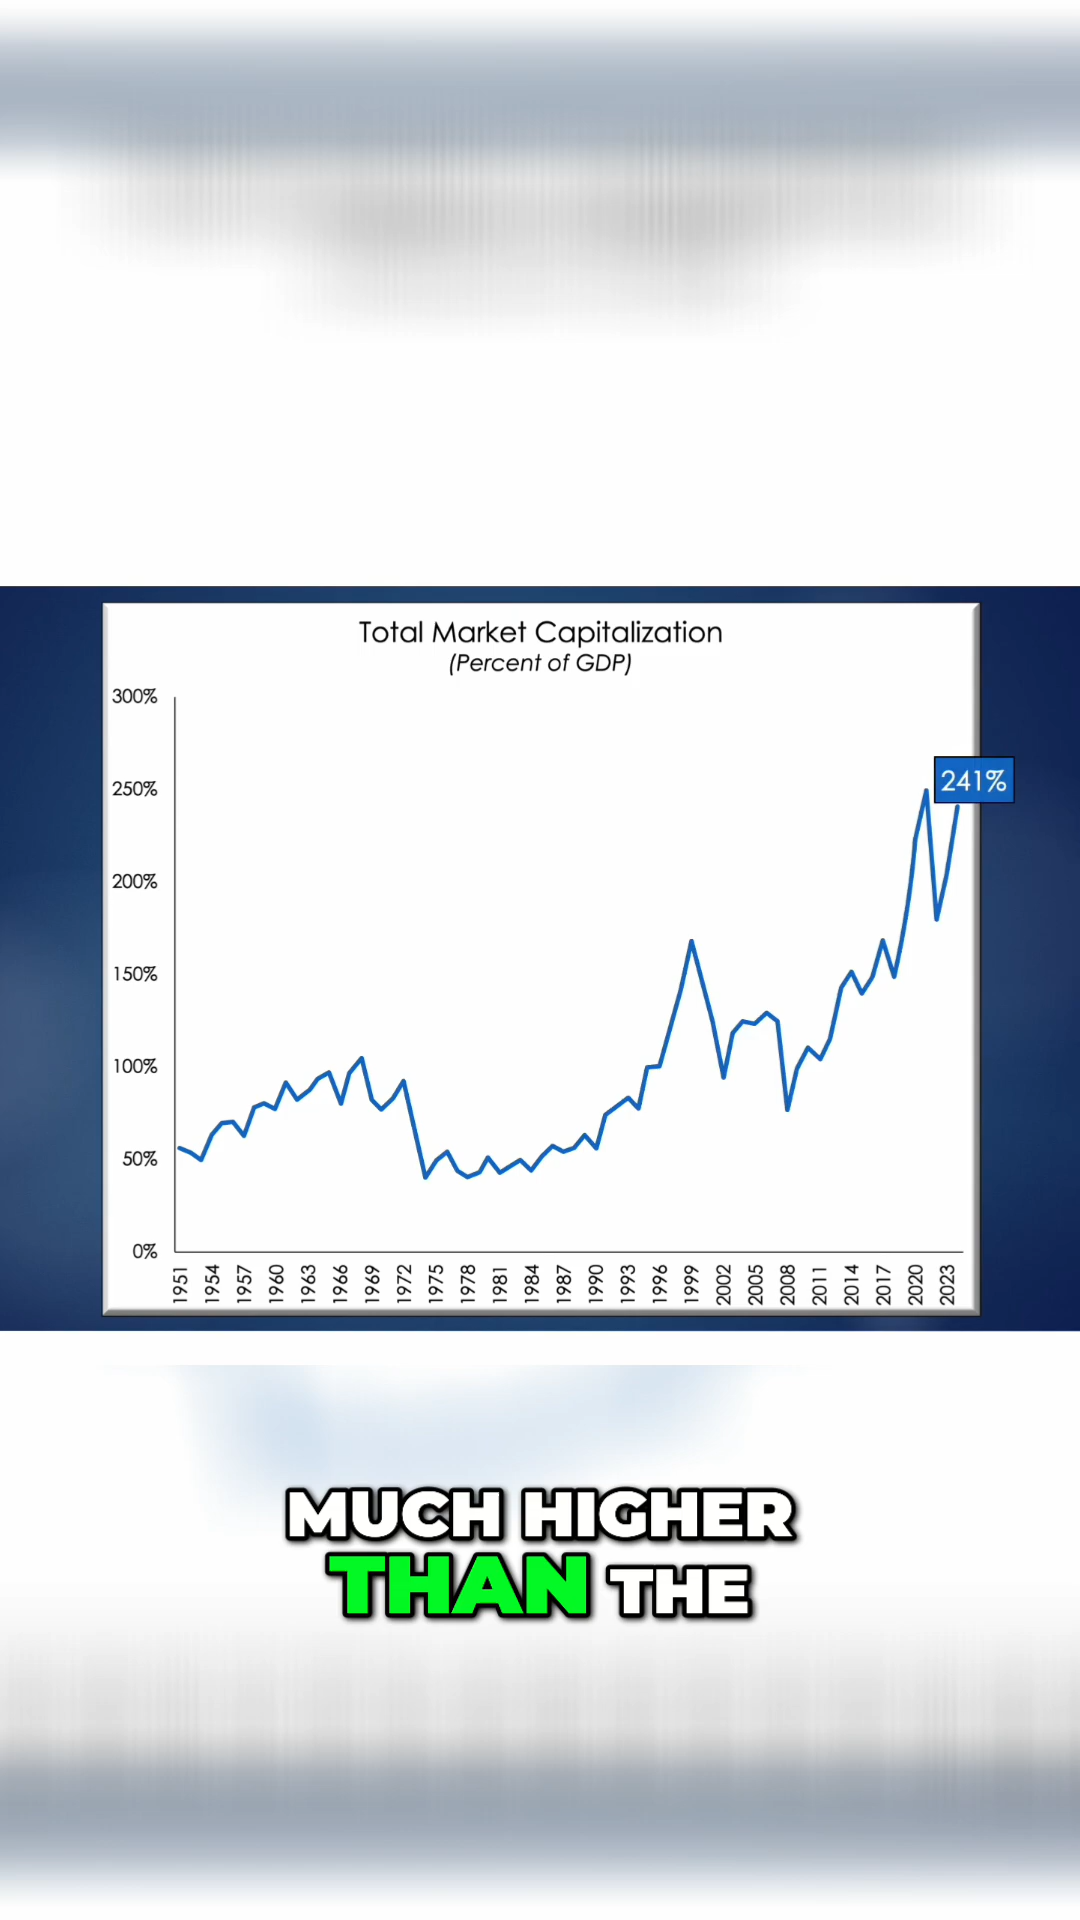 Total Market Capitalization
(Percent of GDP)
300%
250%
241%
200%
150%
100%
50%
0%
1951 1954 1957 1960 1963 1966 1969 1972 1975 1978 1981 1984 1987 1990 1993 1996 1999 2002 2005 2008 2011 2014 2017 2020 2023
MUCH HIGHER
THAN THE